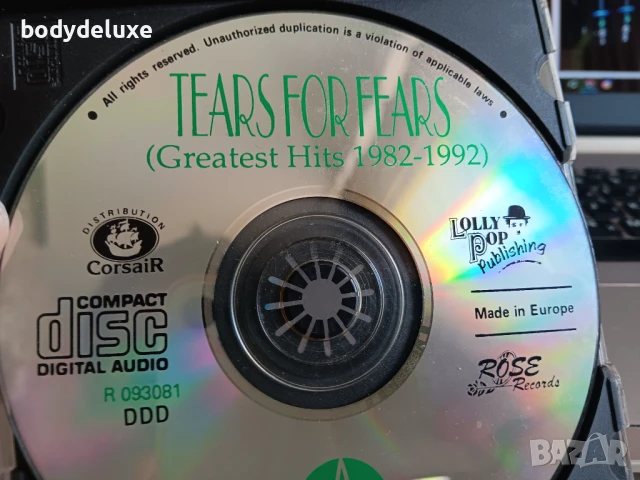 bodydeluxe
• All rights reserved. Unauthorized duplication is a violation of applicable laws •
TEARS FOR FEARS
(Greatest Hits 1982-1992)
DISTRIBUTION
CorsaiR
LOLLY POP
Publishing
COMPACT
disc
DIGITAL AUDIO
Made in Europe
R 093081
DDD
ROSE
Records
BAZAR